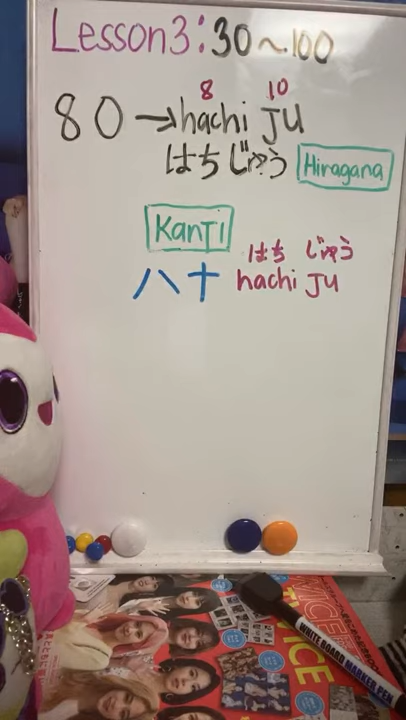 Lesson3:30~100
8 10
80→hachi JU
はちじゅう Hiragana
KanJi
はち じゅう
八十 hachi JU
TWICE
WHITE BOARD MARKER PEN